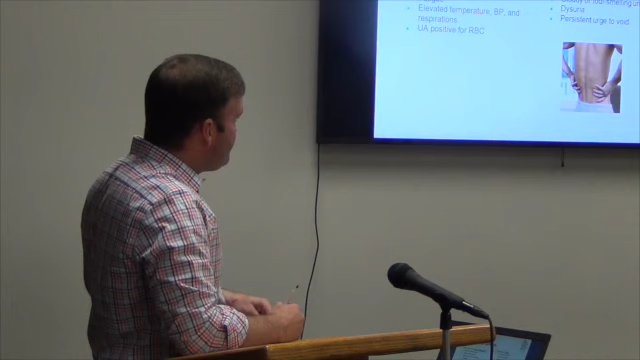 Elevated temperature, BP, and
respirations
UA positive for RBC
Dysuria
Persistent urge to void